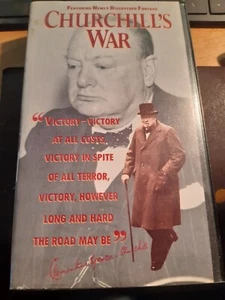 FEATURING NEWLY DISCOVERED FOOTAGE
CHURCHILL'S
WAR
"VICTORY - VICTORY
AT ALL COSTS,
VICTORY IN SPITE
OF ALL TERROR,
VICTORY, HOWEVER
LONG AND HARD
THE ROAD MAY BE"